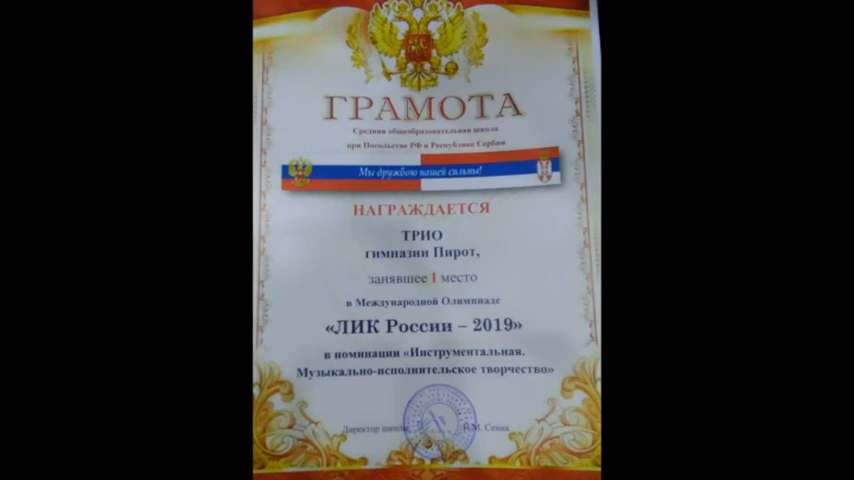 ГРАМОТА
Средняя общеобразовательная школа
при Посольстве РФ в Республике Сербии
Мы дружбою нашей сильны!
НАГРАЖДАЕТСЯ
ТРИО
гимназии Пирот,
занявшее I место
в Международной Олимпиаде
«ЛИК России – 2019»
в номинации «Инструментальная.
Музыкально-исполнительское творчество»
Директор школы